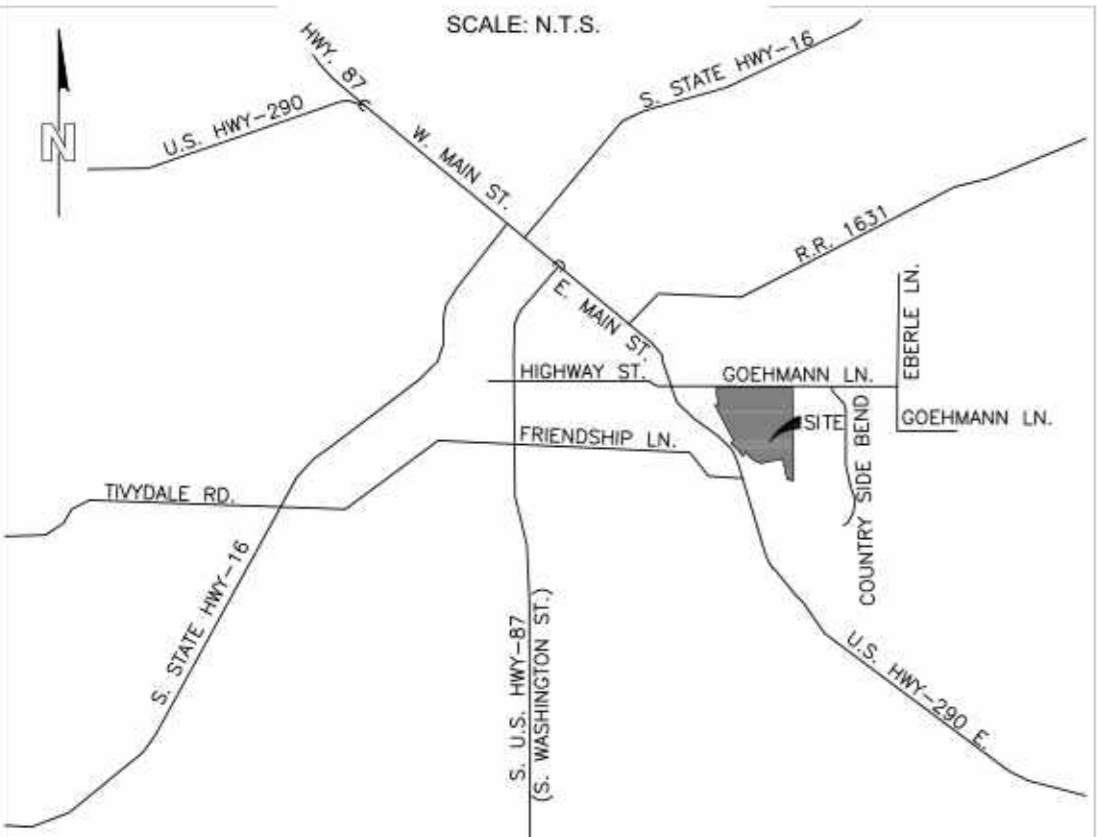 SCALE: N.T.S.
HWY. 87
S. STATE HWY-16
N
U.S. HWY-290
W. MAIN ST.
R.R. 1631
E. MAIN ST.
EBERLE LN.
HIGHWAY ST.
GOEHMANN LN.
SITE
GOEHMANN LN.
FRIENDSHIP LN.
COUNTRY SIDE BEND
TIVYDALE RD.
S. STATE HWY-16
S. U.S. HWY-87
(S. WASHINGTON ST.)
U.S. HWY-290 E.